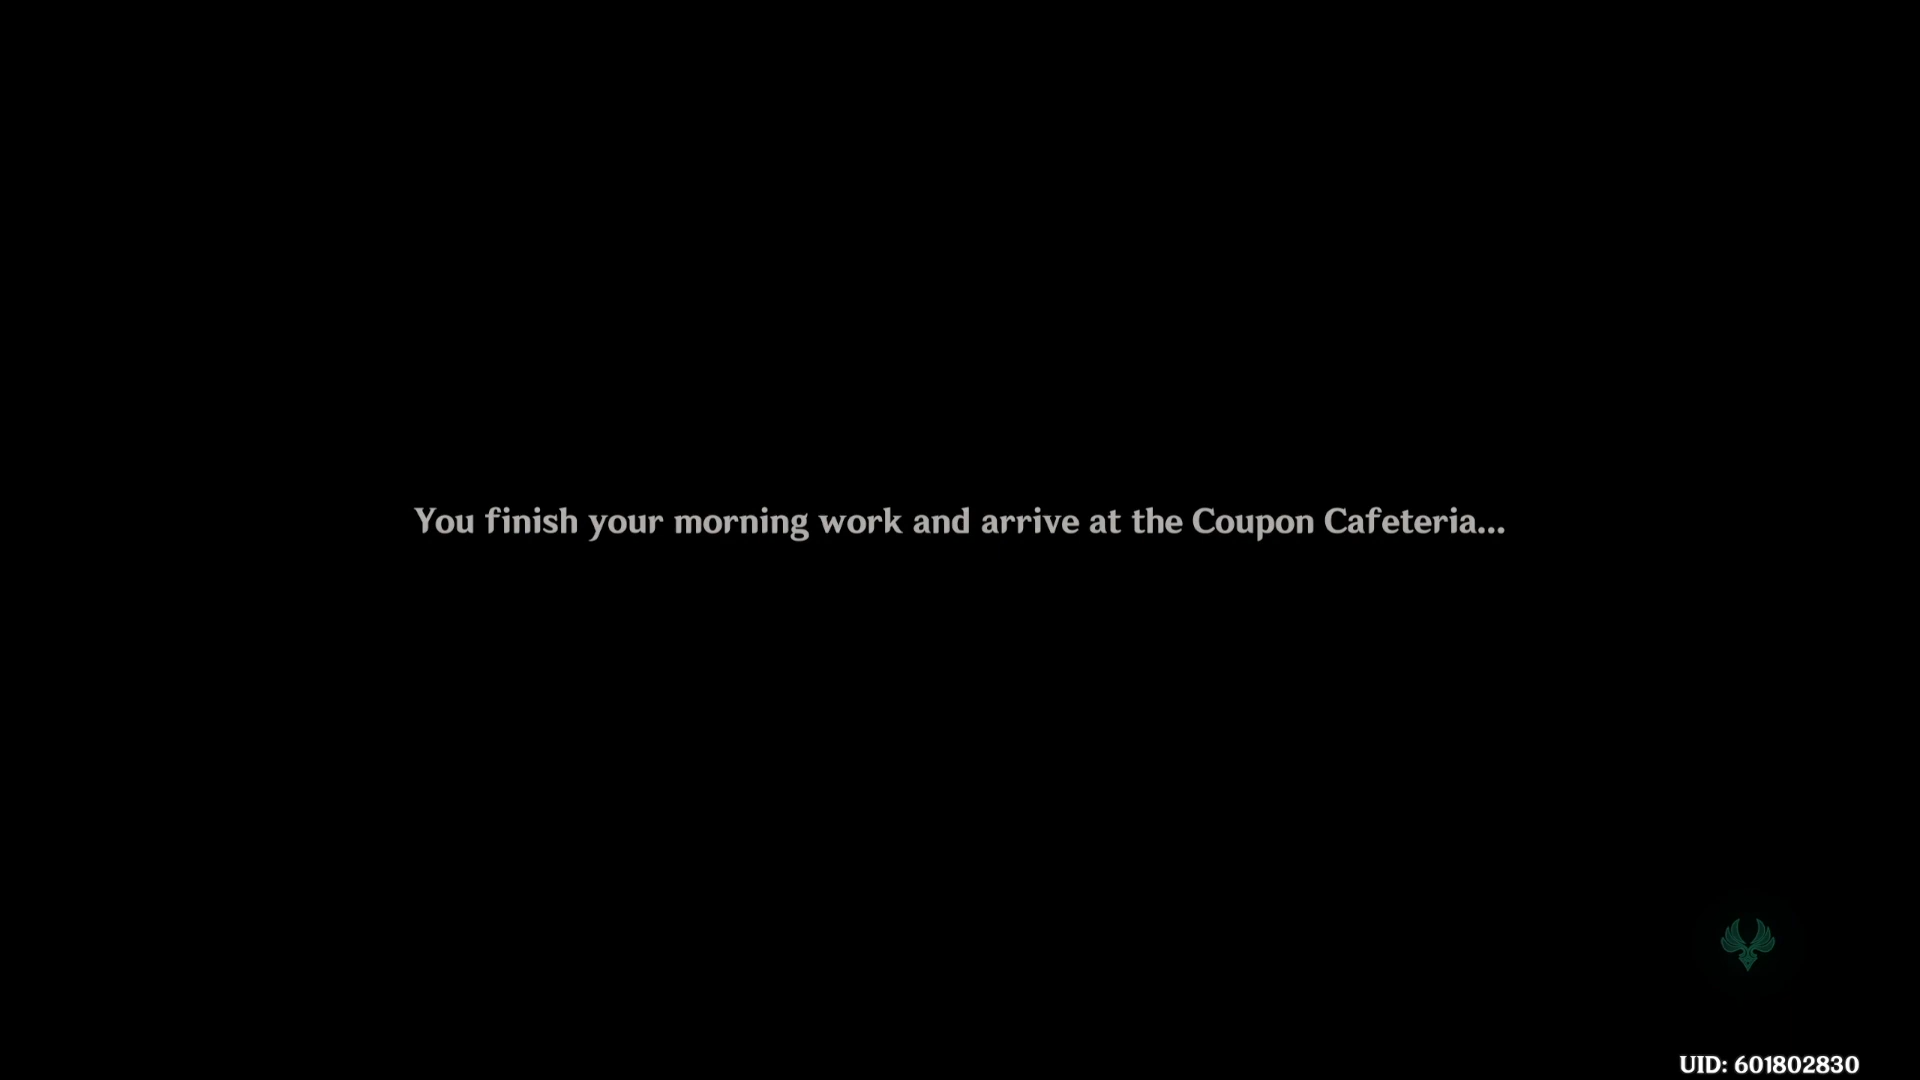 You finish your morning work and arrive at the Coupon Cafeteria...
UID: 601802830